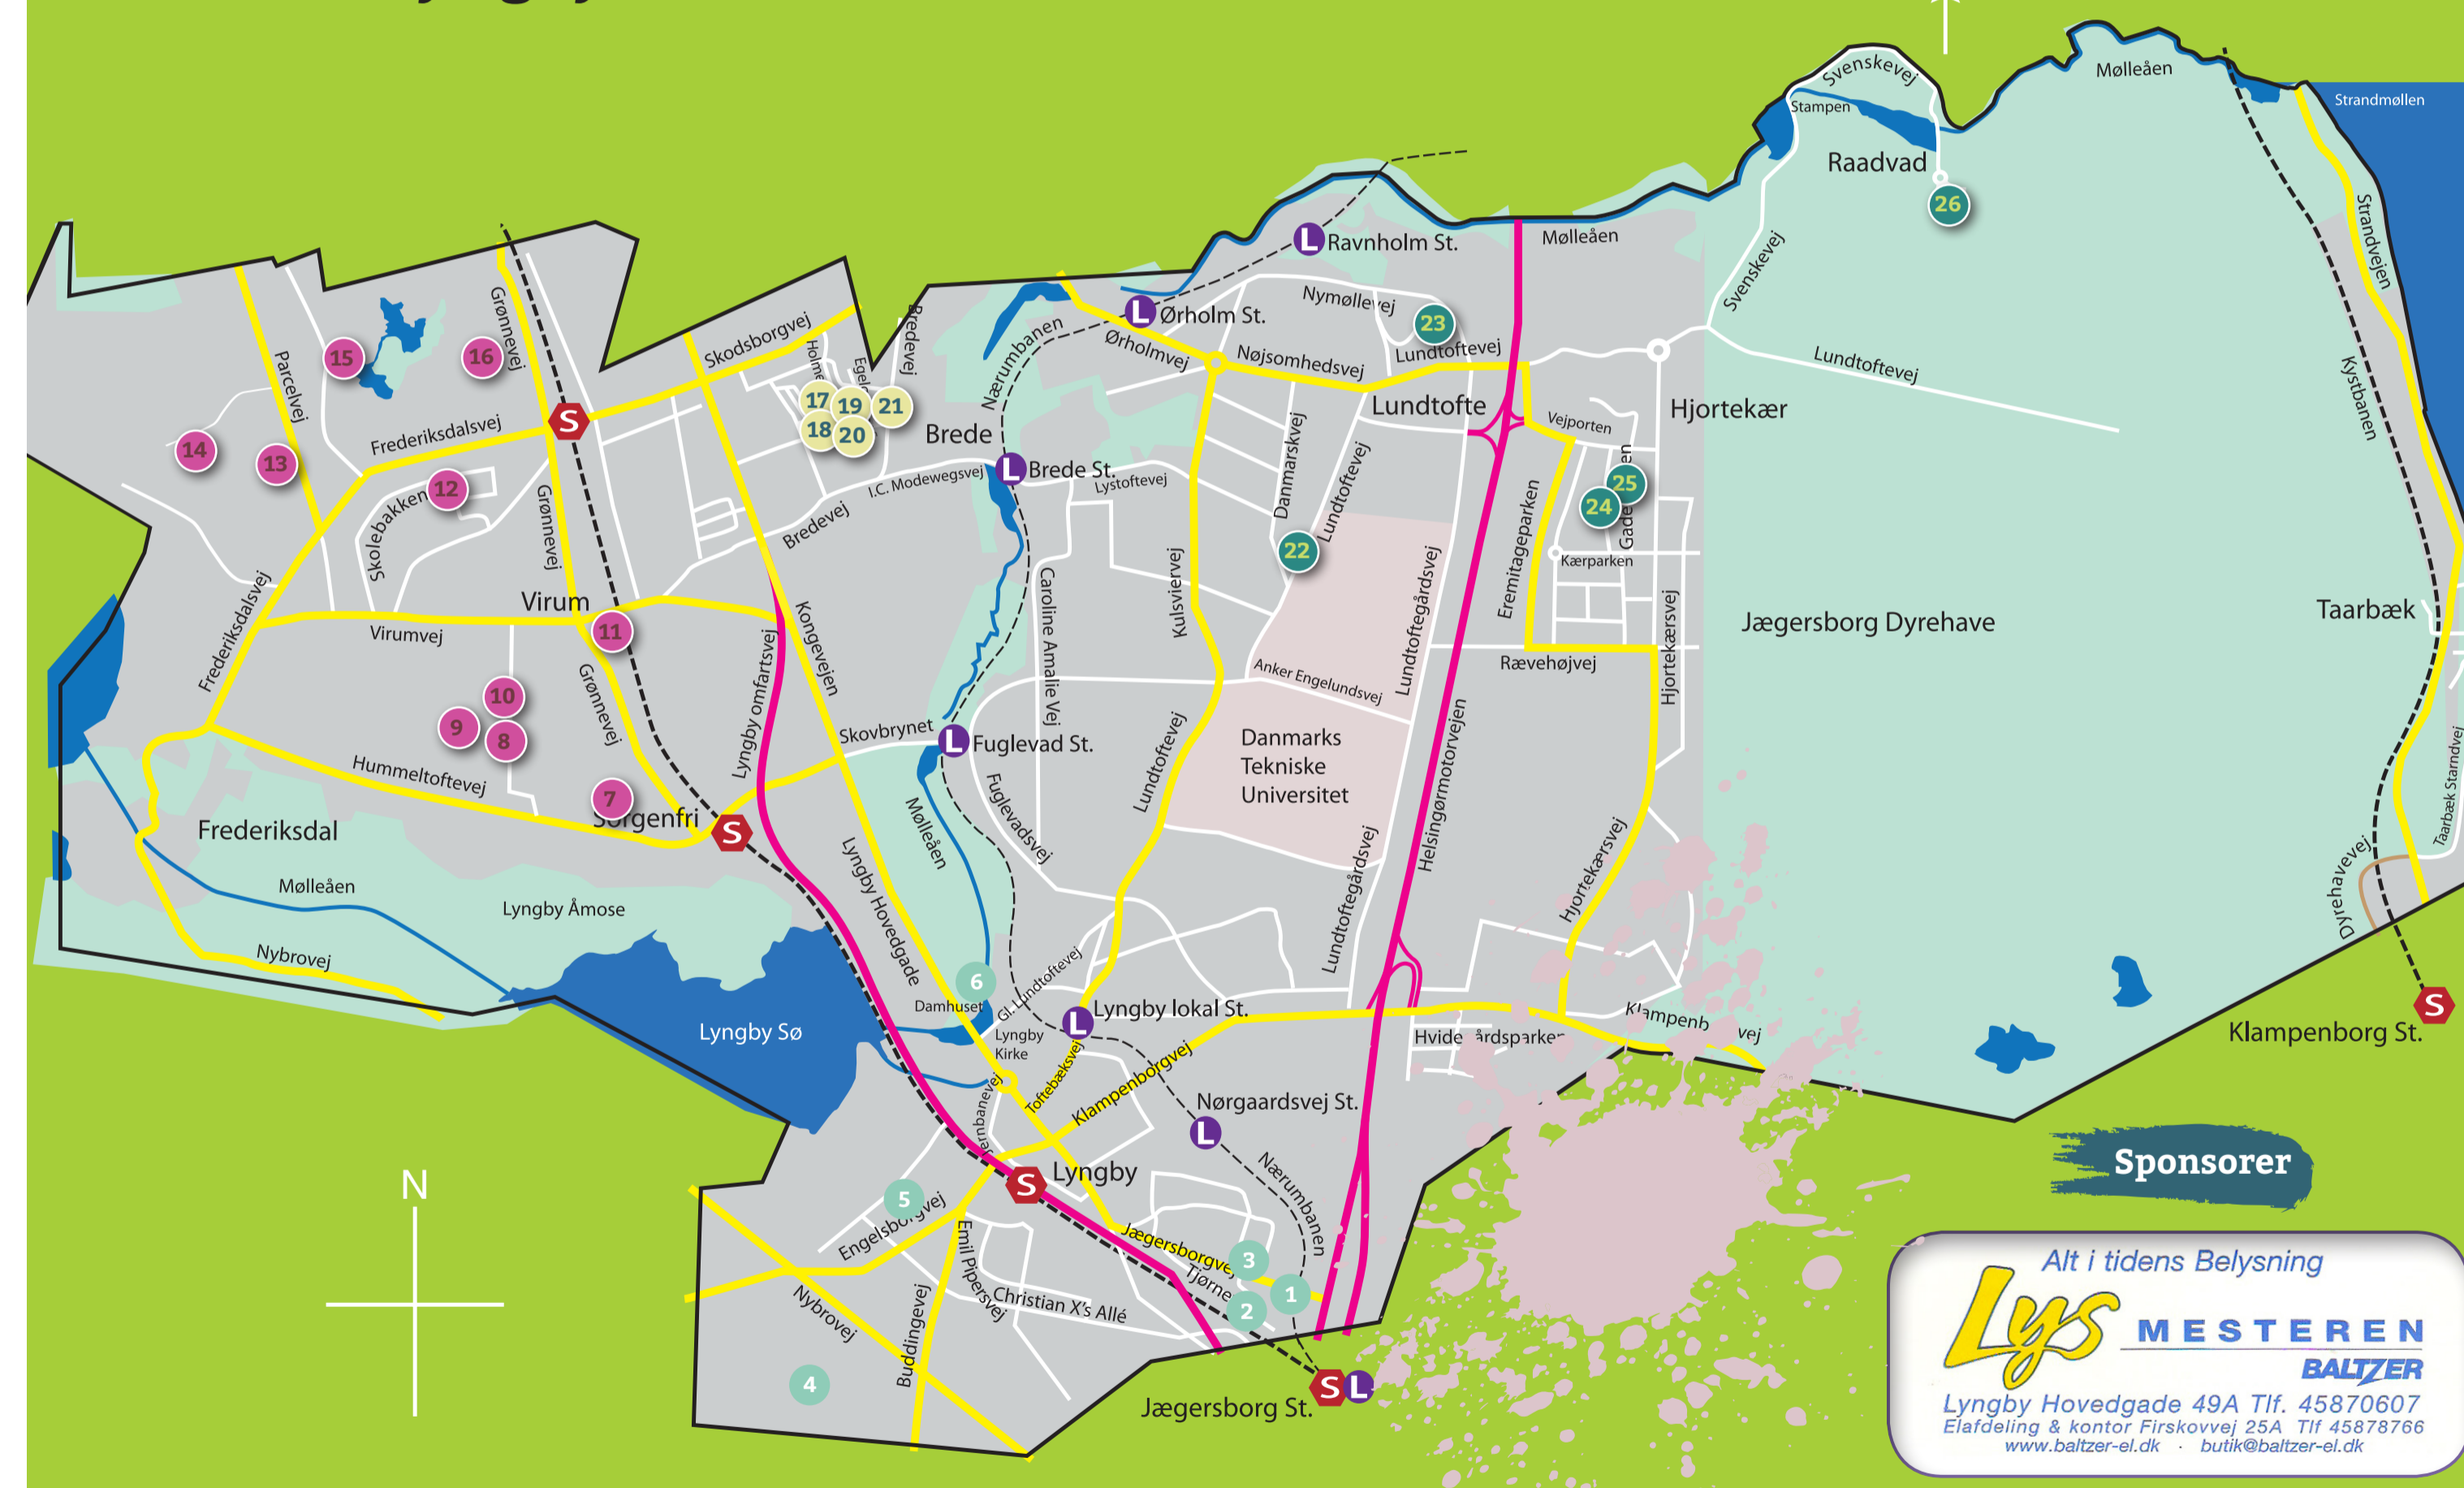 Mølleåen
Svenskevej
Strandmøllen
Stampen
Raadvad
26
Strandvejen
Ravnholm St.
Mølleåen
Svenskevej
L
Nymøllevej
23
Ørholm St.
L
Nærumbanen
Ørholmvej
Nøjsomhedsvej
Lundtoftevej
Lundtoftevej
Kystbanen
Grønnevej
Skodsborgvej
Bredevej
15
16
Parcelvej
S
17
19
21
18
20
Brede
Lundtofte
Hjortekær
Vejporten
Frederiksdalsvej
14
13
12
Skolebakken
Grønnevej
I.C. Modewegsvej
L
Brede St.
Lystoftevej
Danmarksvej
Lundtoftevej
25
24
Bredevej
22
Eremitageparken
Kærparken
Kulsviervej
Caroline Amalie Vej
Lundtoftegårdsvej
Hjortekærsvej
Jægersborg Dyrehave
Taarbæk
Virum
11
Virumvej
Frederiksdalsvej
Kongevejen
Lyngby omfartsvej
Rævehøjvej
Anker Engelundsvej
10
9
8
Grønnevej
Skovbrynet
L
Fuglevad St.
Lundtoftevej
Danmarks
Tekniske
Universitet
Helsingørmotorvejen
Hummeltoftevej
7
Sorgenfri
S
Frederiksdal
Mølleåen
Fuglevadsvej
Lyngby Hovedgade
Lundtoftegårdsvej
Hjortekærsvej
Dyrehavevej
Taarbæk Starndvej
Mølleåen
Lyngby Åmose
Nybrovej
6
Damhuset
Gl. Lundtoftevej
L
Lyngby lokal St.
S
Klampenborg St.
Lyngby Sø
Lyngby
Kirke
Toftebæksvej
Klampenborgvej
Nørgaardsvej St.
L
Nærumbanen
N
S
Lyngby
5
Engelsborgvej
Emil Pipersvej
Jægersborgvej
3
1
2
Christian X's Allé
Nybrovej
Buddingevej
4
S L
Jægersborg St.
Sponsorer
Alt i tidens Belysning
Lys MESTEREN
BALTZER
Lyngby Hovedgade 49A Tlf. 45870607
Elafdeling & kontor Firskovvej 25A Tlf 45878766
www.baltzer-el.dk · butik@baltzer-el.dk